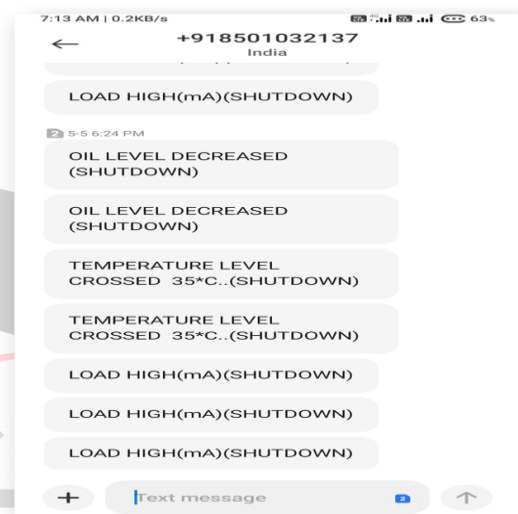 7:13 AM | 0.2KB/s
63%
+918501032137
India
LOAD HIGH(mA)(SHUTDOWN)
2 5-5 6:24 PM
OIL LEVEL DECREASED
(SHUTDOWN)
OIL LEVEL DECREASED
(SHUTDOWN)
TEMPERATURE LEVEL
CROSSED 35*C..(SHUTDOWN)
TEMPERATURE LEVEL
CROSSED 35*C..(SHUTDOWN)
LOAD HIGH(mA)(SHUTDOWN)
LOAD HIGH(mA)(SHUTDOWN)
LOAD HIGH(mA)(SHUTDOWN)
Text message
2